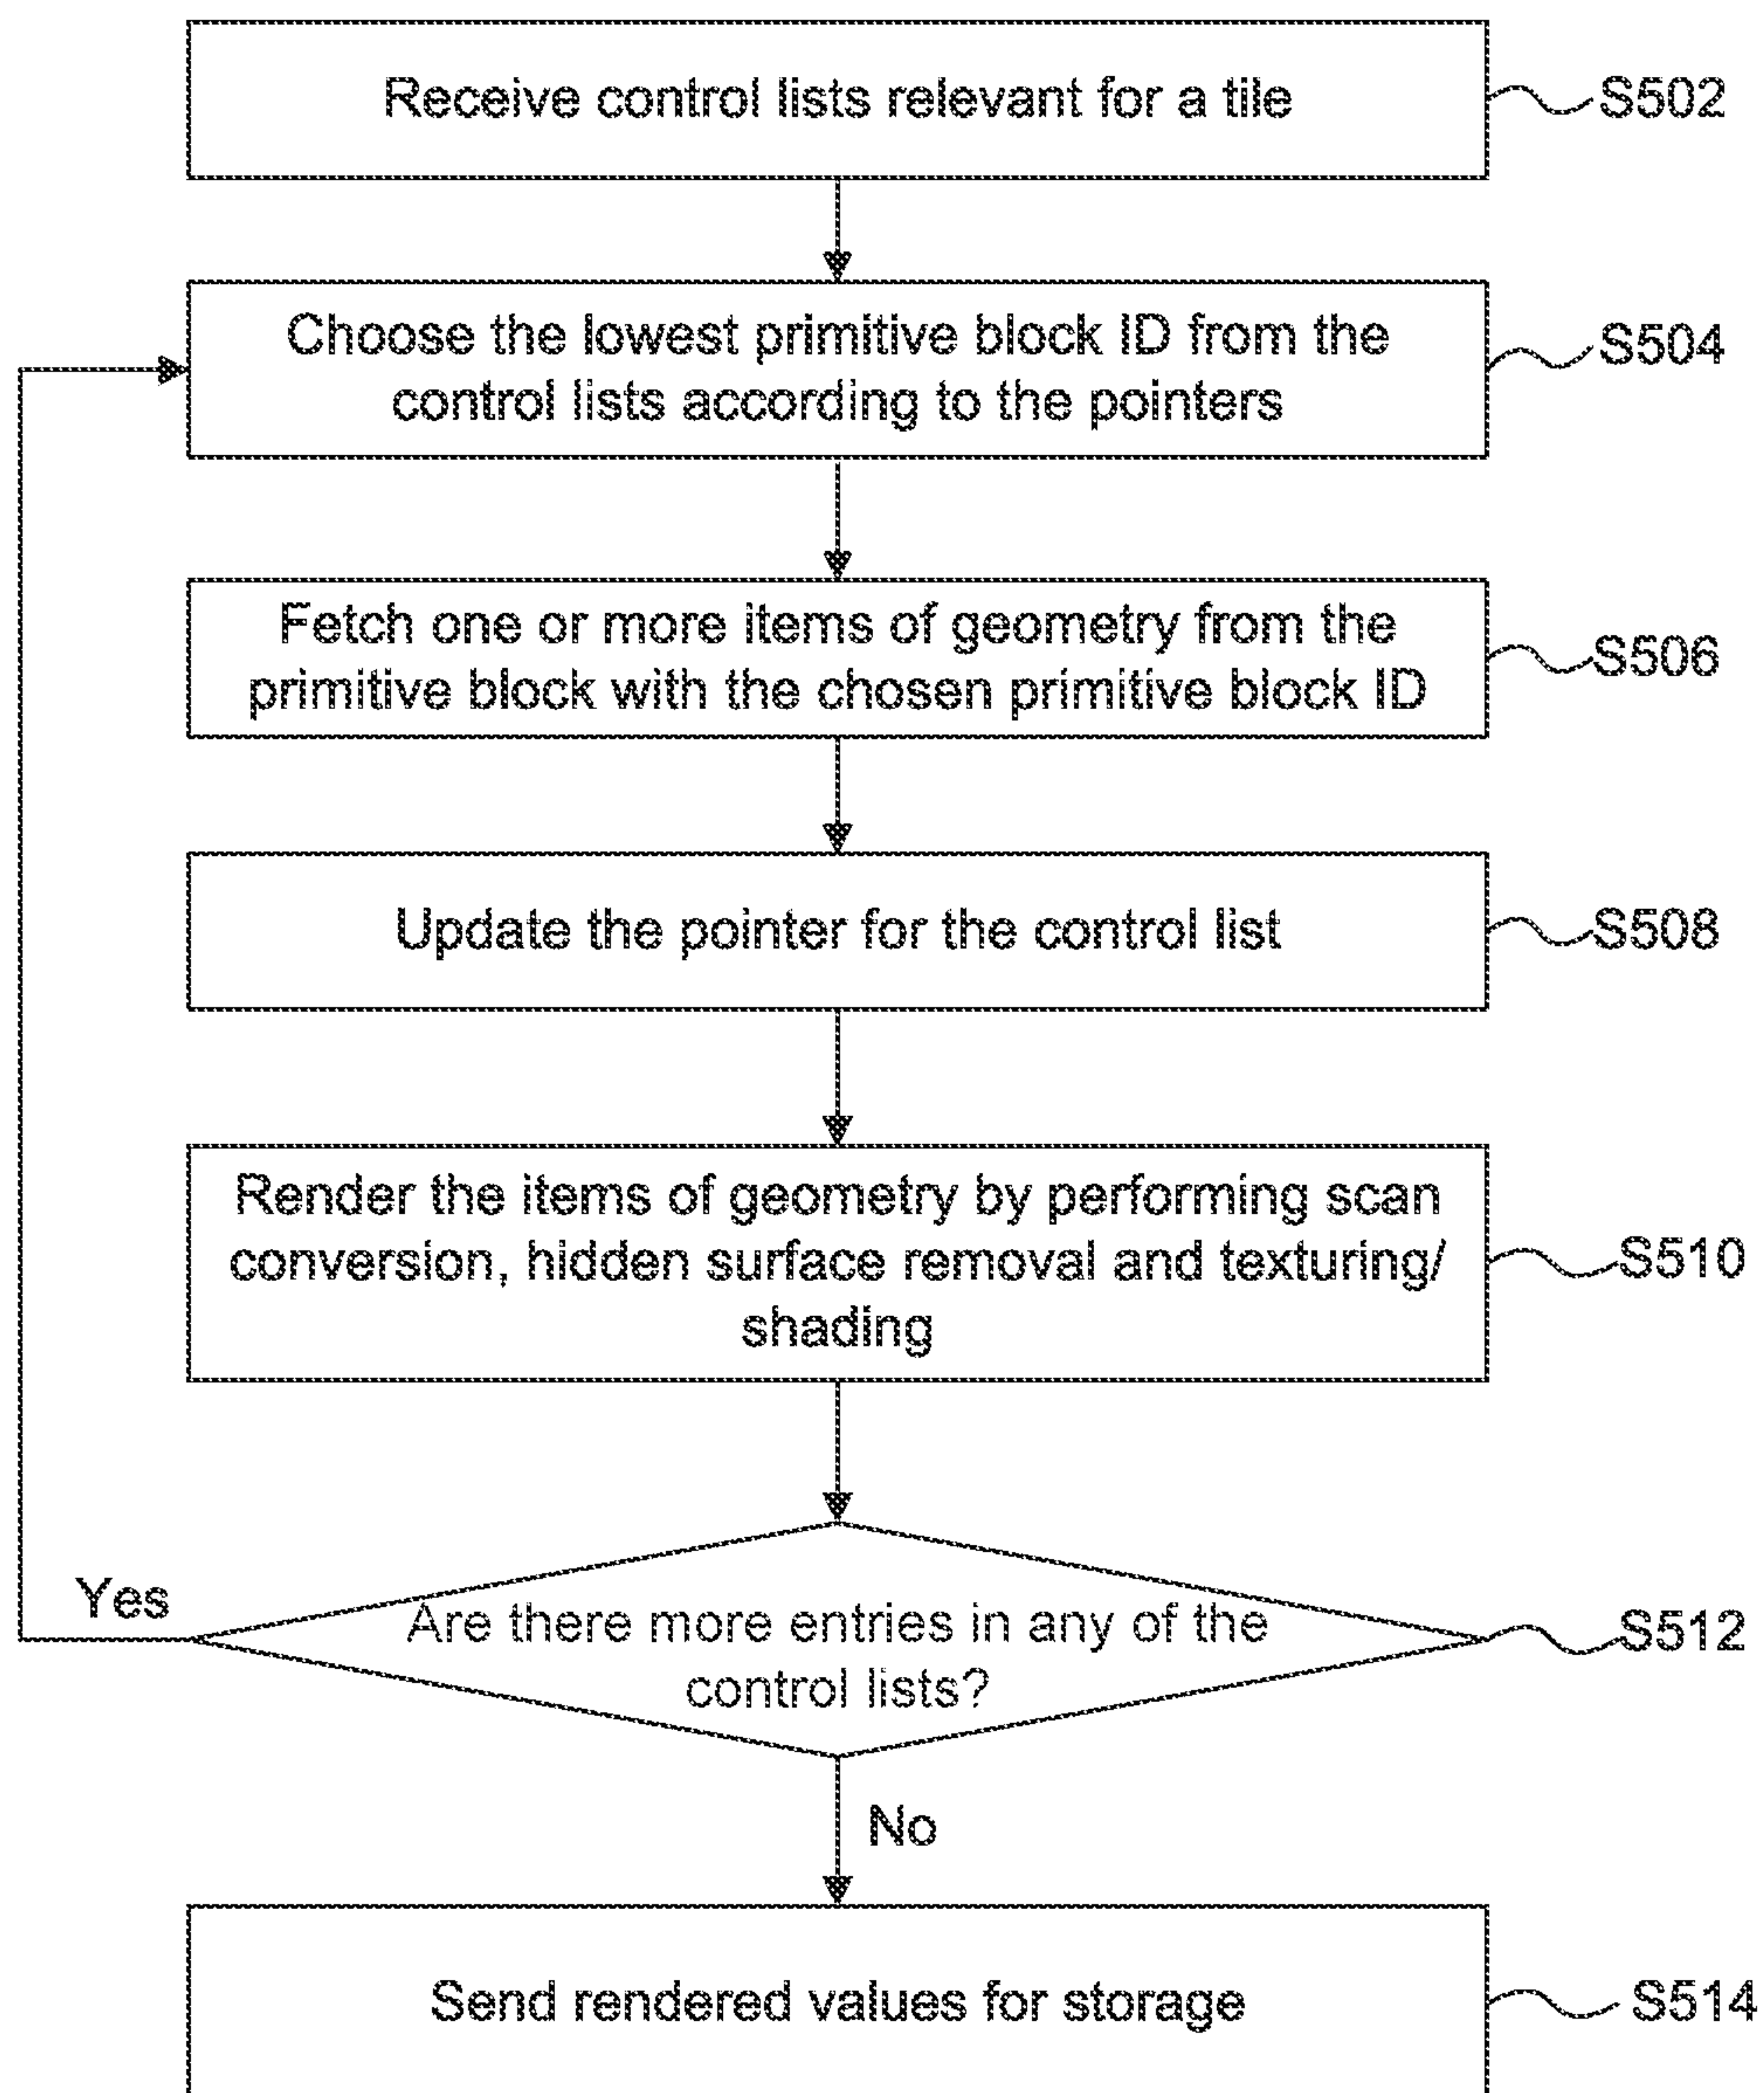 Receive control lists relevant for a tile
S502
Choose the lowest primitive block ID from the
control lists according to the pointers
S504
Fetch one or more items of geometry from the
primitive block with the chosen primitive block ID
S506
Update the pointer for the control list
S508
Render the items of geometry by performing scan
conversion, hidden surface removal and texturing/
shading
S510
Yes
Are there more entries in any of the
control lists?
S512
No
Send rendered values for storage
S514